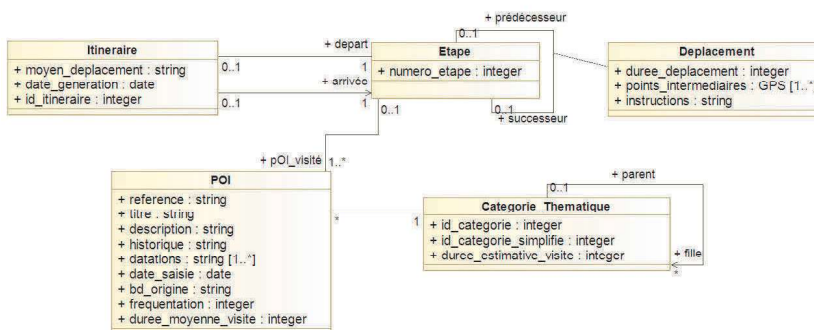 + prédécesseur
Itineraire
+ moyen_deplacement : string
+ date_generation : date
+ id_itineraire : integer
+ depart
0..1
1
+ arrivée
0..1
1
Etape
+ numero_etape : integer
0..1
0..1
+ successeur
0..1
Deplacement
+ duree_deplacement : integer
+ points_intermediaires : GPS [1..*]
+ instructions : string
+ pOI_visité
1..*
POI
+ reference : string
+ titre : string
+ description : string
+ historique : string
+ datations : string [1..*]
+ date_saisie : date
+ bd_origine : string
+ frequentation : integer
+ duree_moyenne_visite : integer
*
1
+ parent
0..1
Categorie_Thematique
+ id_categorie : integer
+ id_categorie_simplifie : integer
+ duree_estimative_visite : integer
+ fille
*